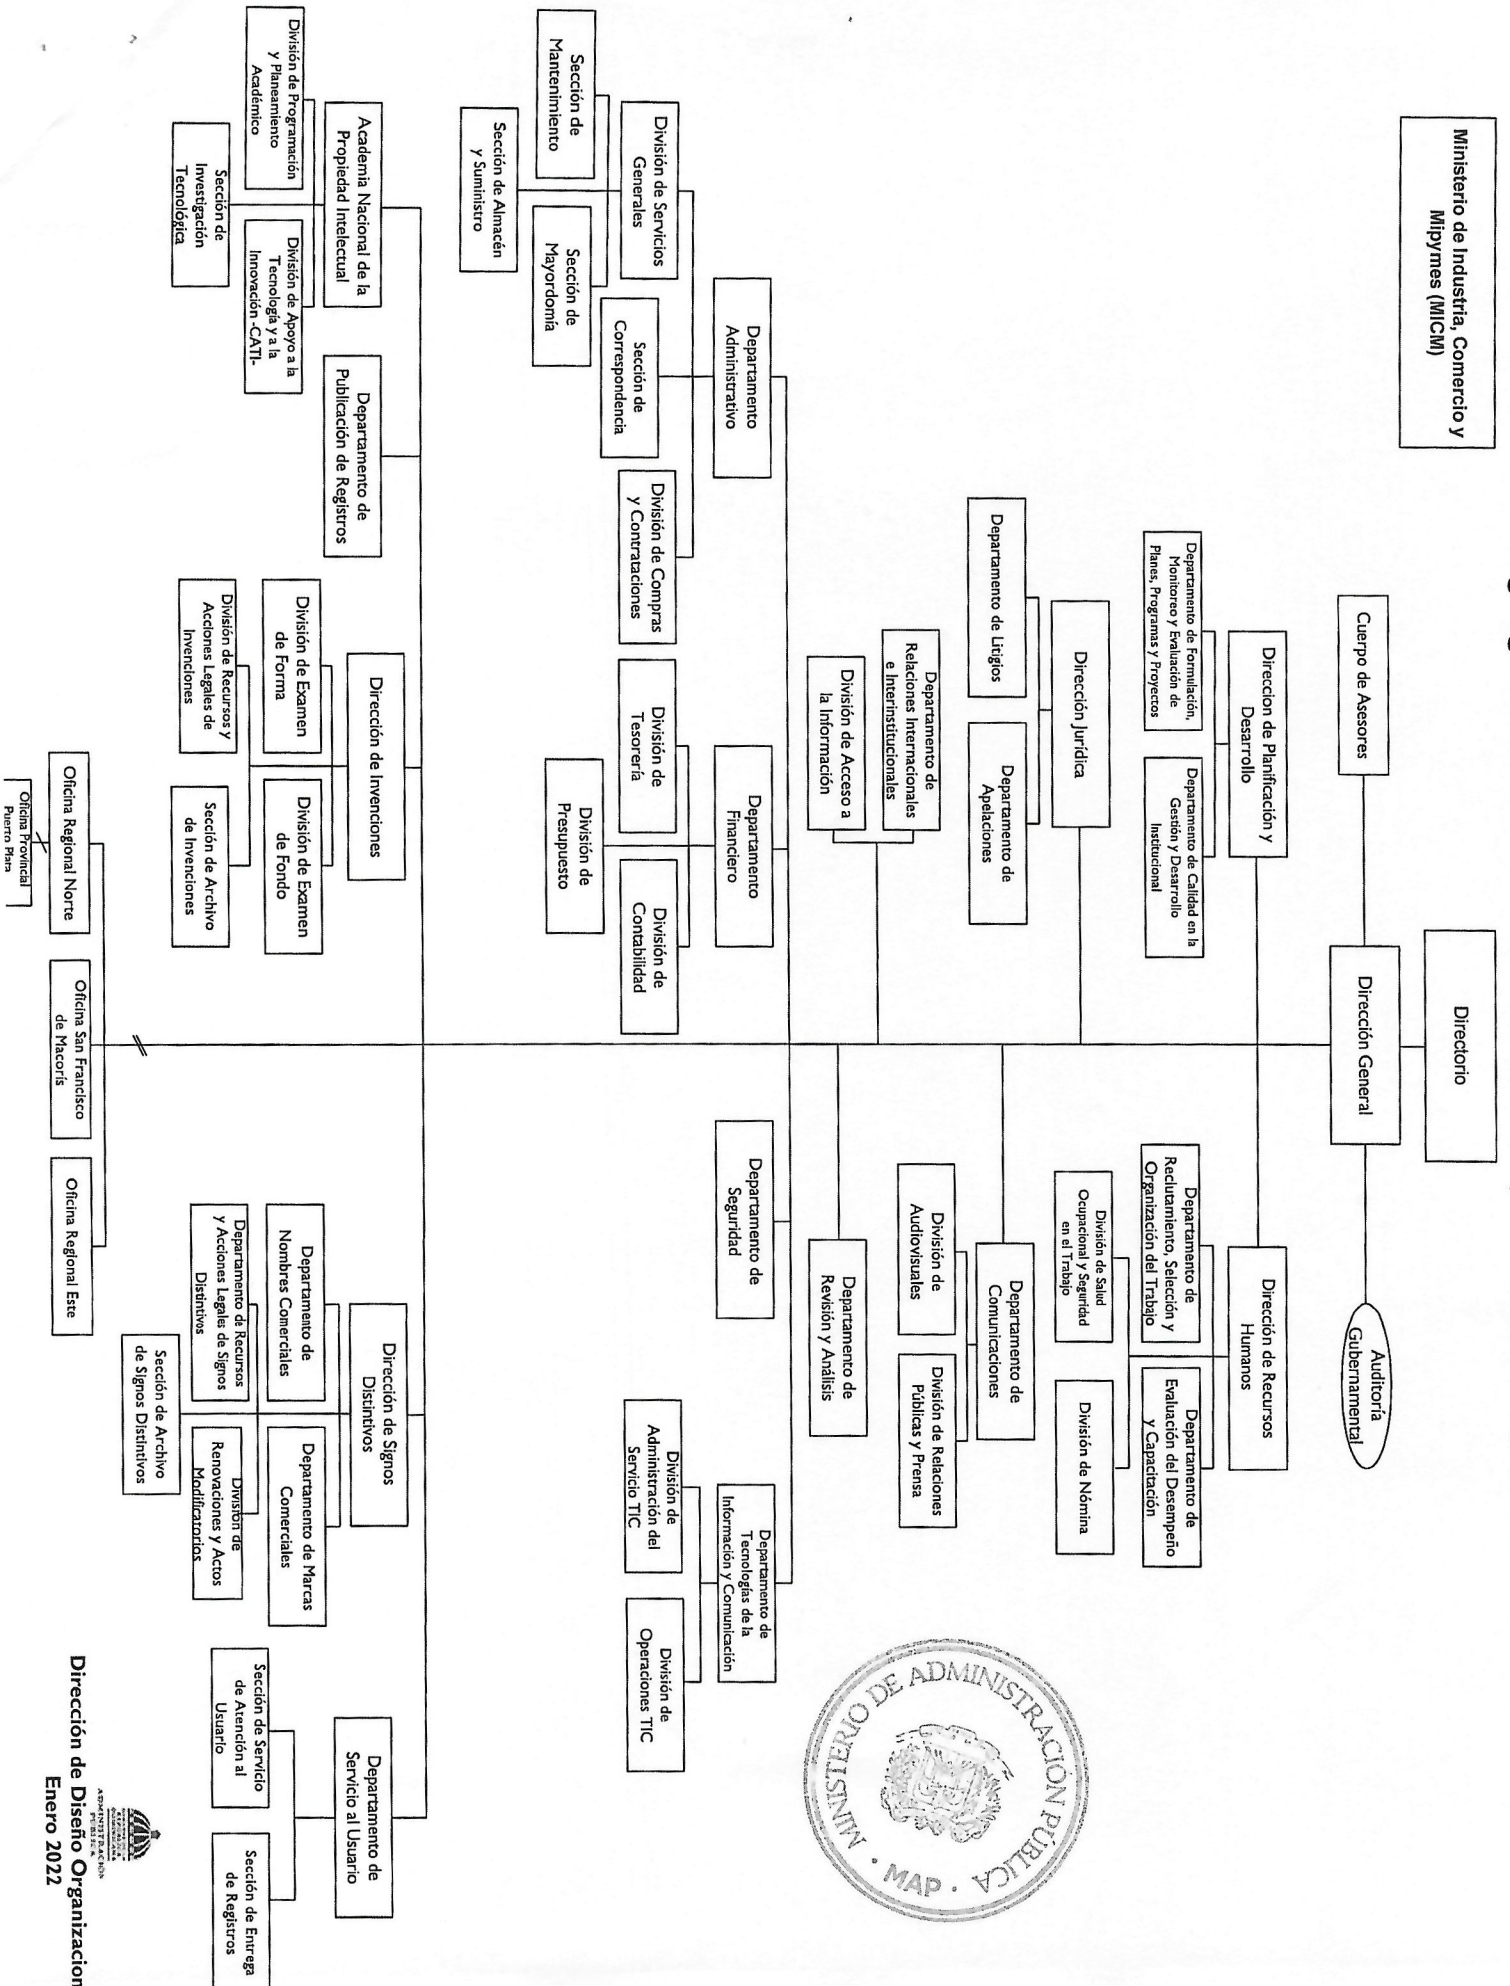 Ministerio de Industria, Comercio y
Mipymes (MICM)
Directorio
Cuerpo de Asesores
Dirección General
Auditoría
Gubernamental
Direccion de Planificación y
Desarrollo
Dirección de Recursos
Humanos
Departamento de Formulación,
Monitoreo y Evaluación de
Planes, Programas y Proyectos
Departamento de Calidad en la
Gestión y Desarrollo
Institucional
Departamento de
Reclutamiento, Selección y
Organización del Trabajo
Departamento de
Evaluación del Desempeño
y Capacitación
División de Salud
Ocupacional y Seguridad
en el Trabajo
División de Nómina
Dirección Jurídica
Departamento de Litigios
Departamento de
Apelaciones
Departamento de
Comunicaciones
División de
Audiovisuales
División de Relaciones
Públicas y Prensa
Departamento de
Relaciones Internacionales
e Interinstitucionales
División de Acceso a
la Información
Departamento de
Revisión y Análisis
MINISTERIO DE ADMINISTRACIÓN PÚBLICA
· MAP ·
Departamento
Administrativo
Departamento
Financiero
Departamento de
Seguridad
Departamento de
Tecnologías de la
Información y Comunicación
División de Servicios
Generales
Sección de
Correspondencia
División de Compras
y Contrataciones
División de
Tesorería
División de
Contabilidad
División de
Presupuesto
División de
Administración del
Servicio TIC
División de
Operaciones TIC
Sección de
Mantenimiento
Sección de
Mayordomía
Sección de Almacén
y Suministro
Academia Nacional de la
Propiedad Intelectual
Departamento de
Publicación de Registros
Dirección de Invenciones
Dirección de Signos
Distintivos
Departamento de
Servicio al Usuario
División de Programación
y Planeamiento
Académico
División de Apoyo a la
Tecnología y a la
Innovación -CATI-
Sección de
Investigación
Tecnológica
División de Examen
de Forma
División de Examen
de Fondo
División de Recursos y
Acciones Legales de
Invenciones
Sección de Archivo
de Invenciones
Departamento de
Nombres Comerciales
Departamento de Marcas
Comerciales
Departamento de Recursos
y Acciones Legales de Signos
Distintivos
División de
Renovaciones y Actos
Modificatorios
Sección de Archivo
de Signos Distintivos
Sección de Servicio
de Atención al
Usuario
Sección de Entrega
de Registros
Oficina Regional Norte
Oficina San Francisco
de Macorís
Oficina Regional Este
Oficina Provincial
Puerto Plata
ADMINISTRACIÓN
PÚBLICA
Dirección de Diseño Organizacion
Enero 2022